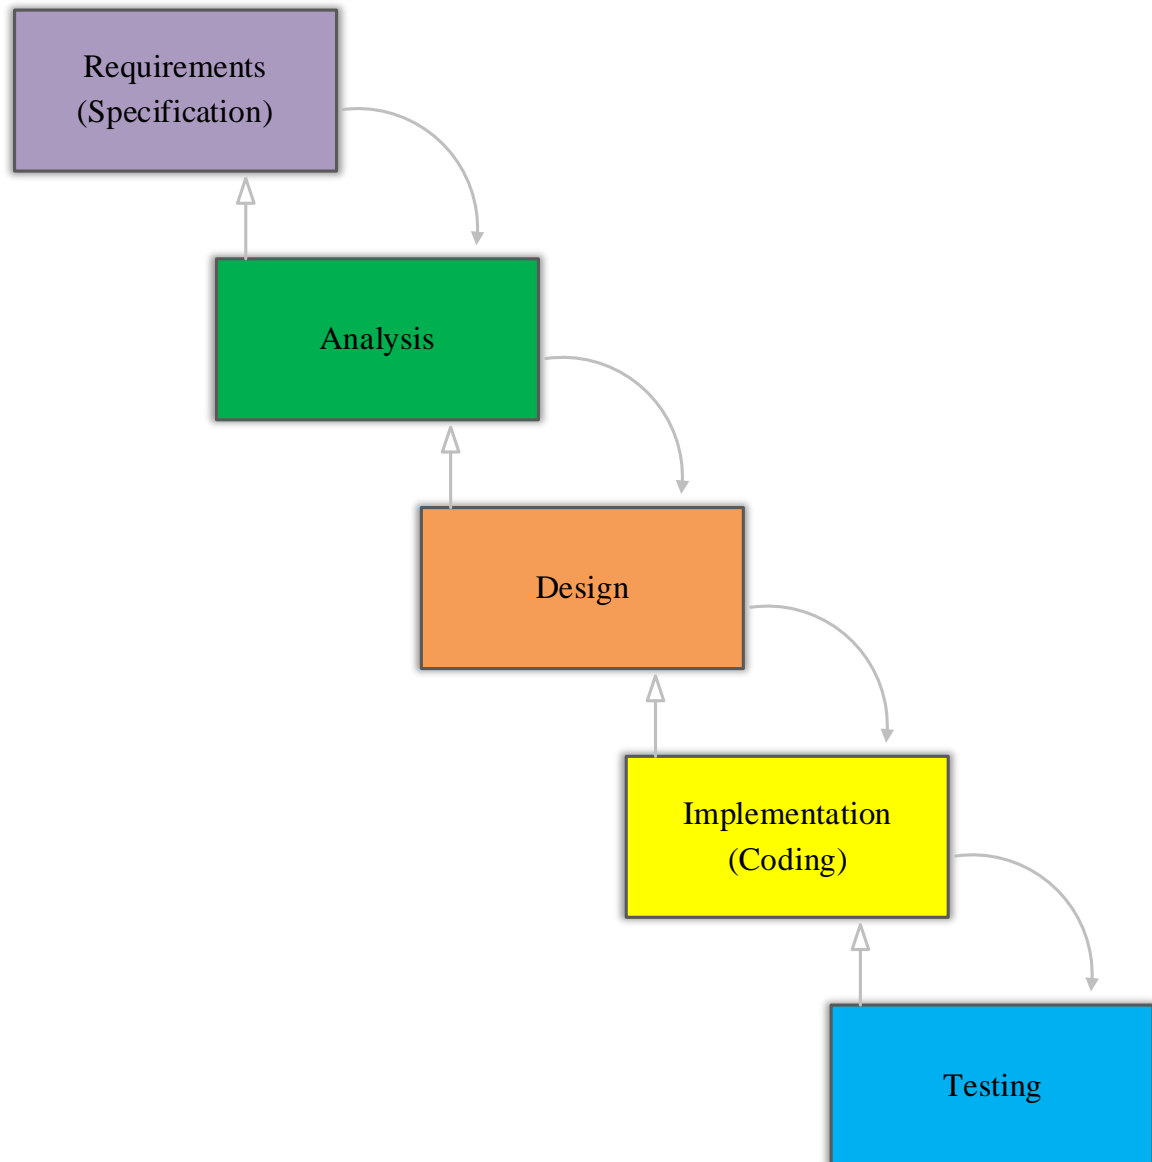 Requirements
(Specification)
Analysis
Design
Implementation
(Coding)
Testing